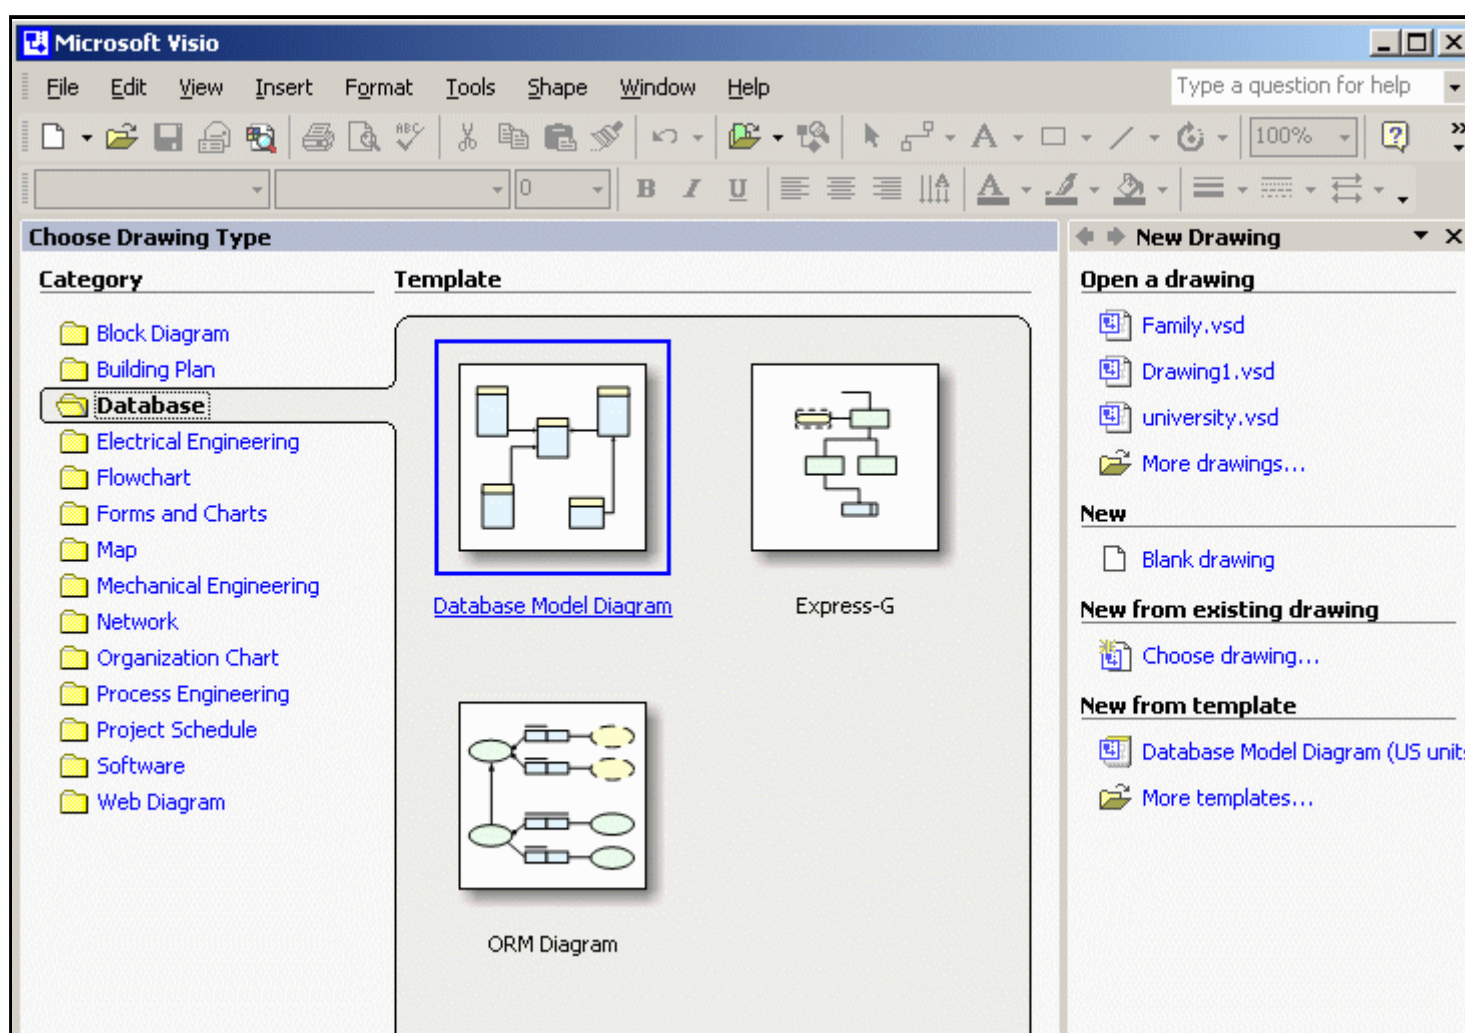 Microsoft Visio
File Edit View Insert Format Tools Shape Window Help
Type a question for help
ABC
A
100%
?
0
B I U
A
A
Choose Drawing Type
Category
Block Diagram
Building Plan
Database
Electrical Engineering
Flowchart
Forms and Charts
Map
Mechanical Engineering
Network
Organization Chart
Process Engineering
Project Schedule
Software
Web Diagram
Template
Database Model Diagram
Express-G
ORM Diagram
New Drawing
Open a drawing
Family.vsd
Drawing1.vsd
university.vsd
More drawings...
New
Blank drawing
New from existing drawing
Choose drawing...
New from template
Database Model Diagram (US units
More templates...